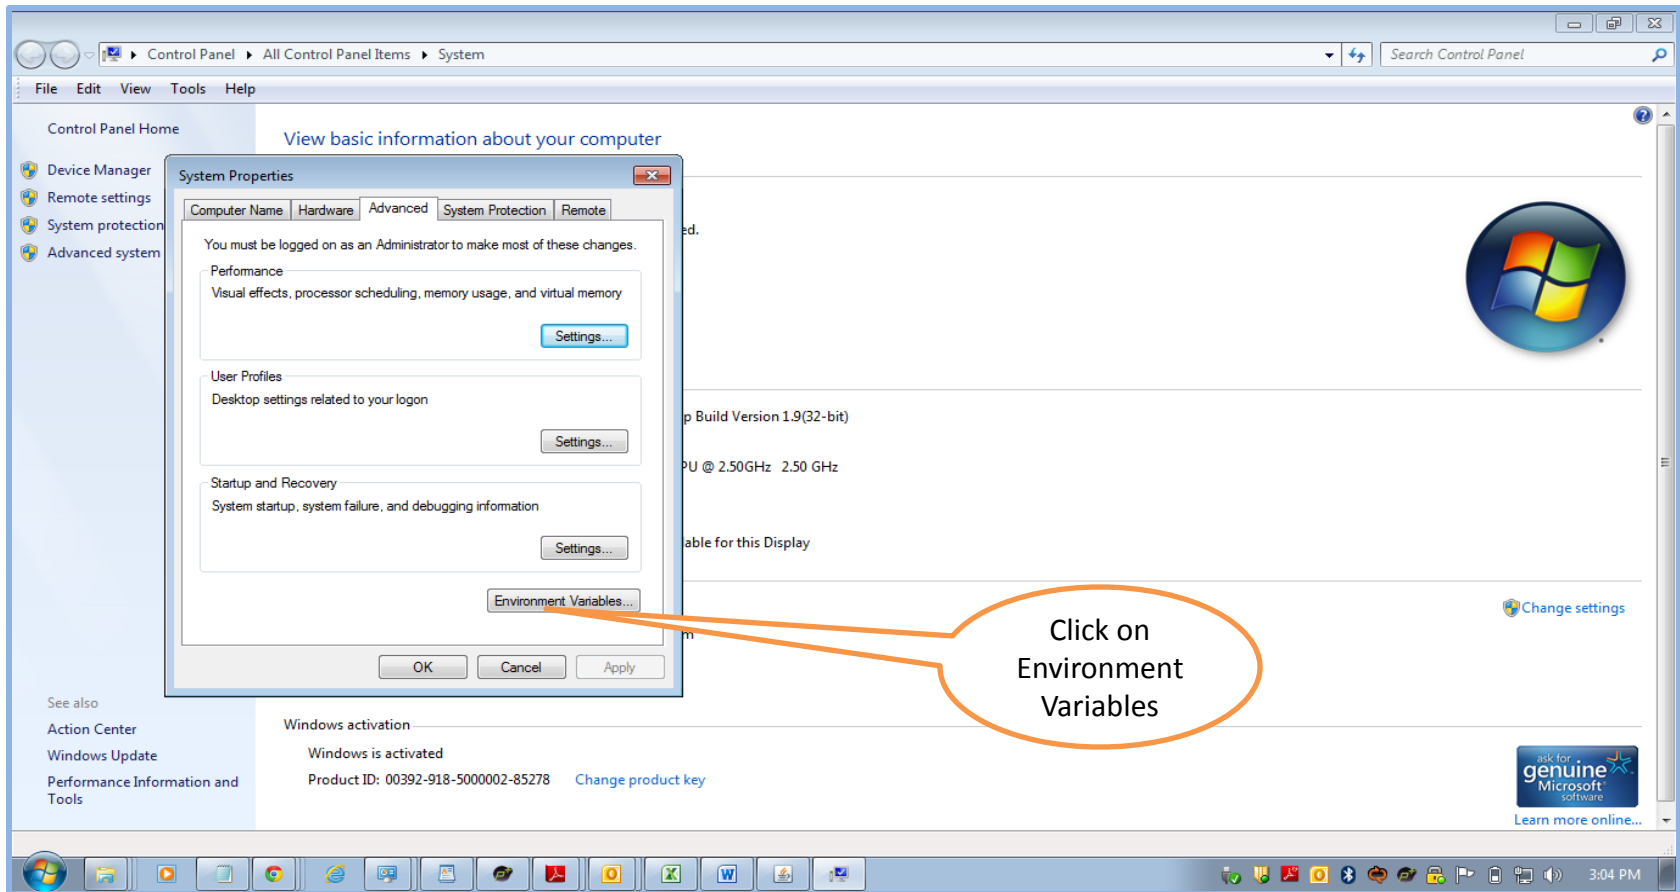 Control Panel
All Control Panel Items
System
Search Control Panel
File Edit View Tools Help
Control Panel Home
Device Manager
Remote settings
System protection
Advanced system
View basic information about your computer
System Properties
Computer Name Hardware Advanced System Protection Remote
You must be logged on as an Administrator to make most of these changes.
Performance
Visual effects, processor scheduling, memory usage, and virtual memory
Settings...
User Profiles
Desktop settings related to your logon
Settings...
Startup and Recovery
System startup, system failure, and debugging information
Settings...
Environment Variables...
OK Cancel Apply
ed.
p Build Version 1.9(32-bit)
PU @ 2.50GHz 2.50 GHz
lable for this Display
Change settings
m
Click on
Environment
Variables
See also
Action Center
Windows Update
Performance Information and
Tools
Windows activation
Windows is activated
Product ID: 00392-918-5000002-85278 Change product key
ask for
genuine
Microsoft
software
Learn more online...
3:04 PM